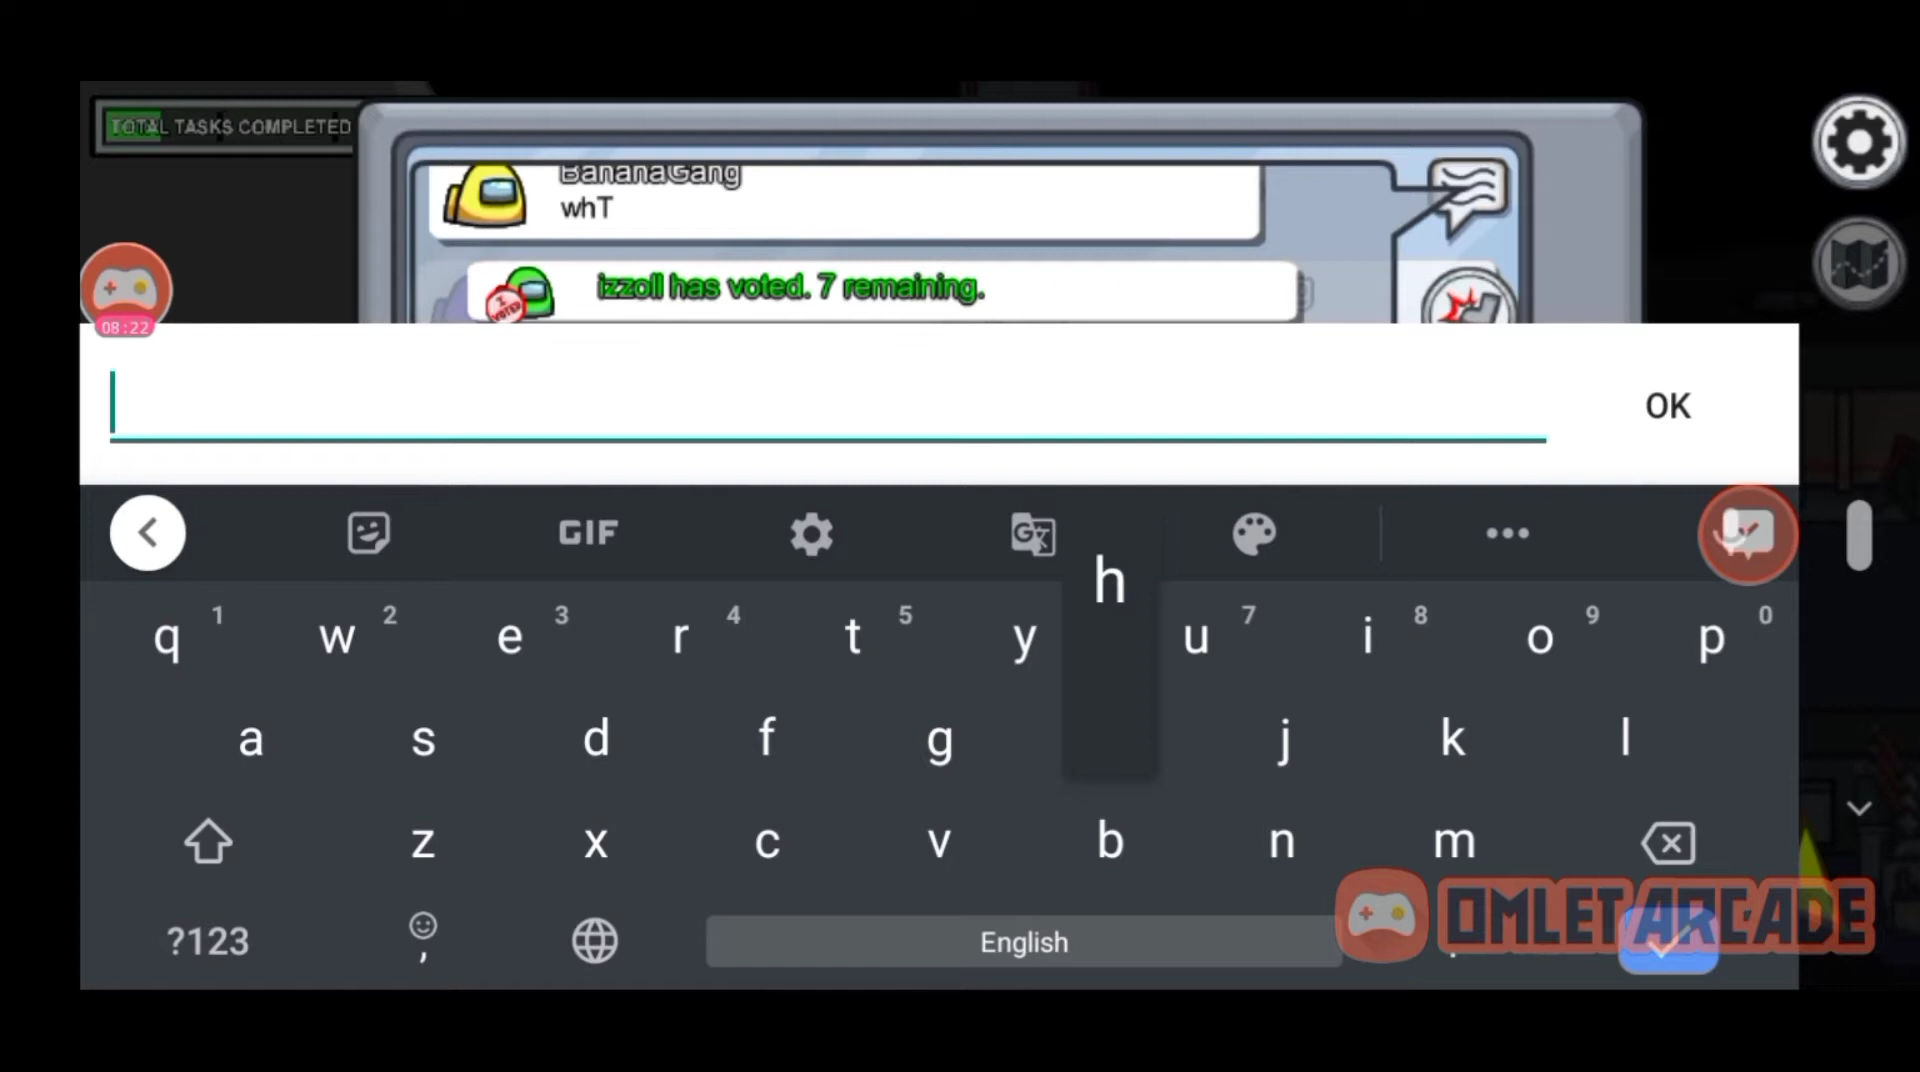 TOTAL TASKS COMPLETED
BananaGang
whT
I VOTED
izzoll has voted. 7 remaining.
08:22
OK
GIF
G
h
q 1 w 2 e 3 r 4 t 5 y u 7 i 8 o 9 p 0
a s d f g j k l
z x c v b n m
?123 , English .
OMLET ARCADE